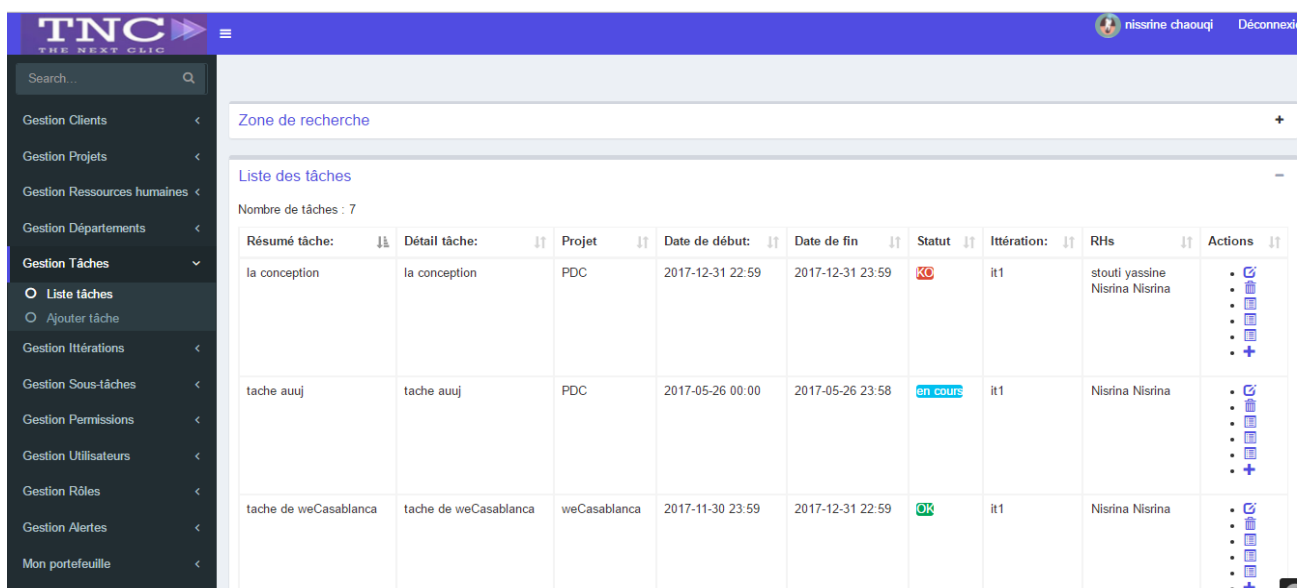 TNC
THE NEXT CLIC
nissrine chaouqi
Déconnexi
Search...
Gestion Clients
Gestion Projets
Gestion Ressources humaines
Gestion Départements
Gestion Tâches
Liste tâches
Ajouter tâche
Gestion Ittérations
Gestion Sous-tâches
Gestion Permissions
Gestion Utilisateurs
Gestion Rôles
Gestion Alertes
Mon portefeuille
Zone de recherche
Liste des tâches
Nombre de tâches : 7
Résumé tâche: Détail tâche: Projet Date de début: Date de fin Statut Ittération: RHs Actions
la conception la conception PDC 2017-12-31 22:59 2017-12-31 23:59 KO it1 stouti yassine
Nisrina Nisrina
tache auuj tache auuj PDC 2017-05-26 00:00 2017-05-26 23:58 en cours it1 Nisrina Nisrina
tache de weCasablanca tache de weCasablanca weCasablanca 2017-11-30 23:59 2017-12-31 22:59 OK it1 Nisrina Nisrina